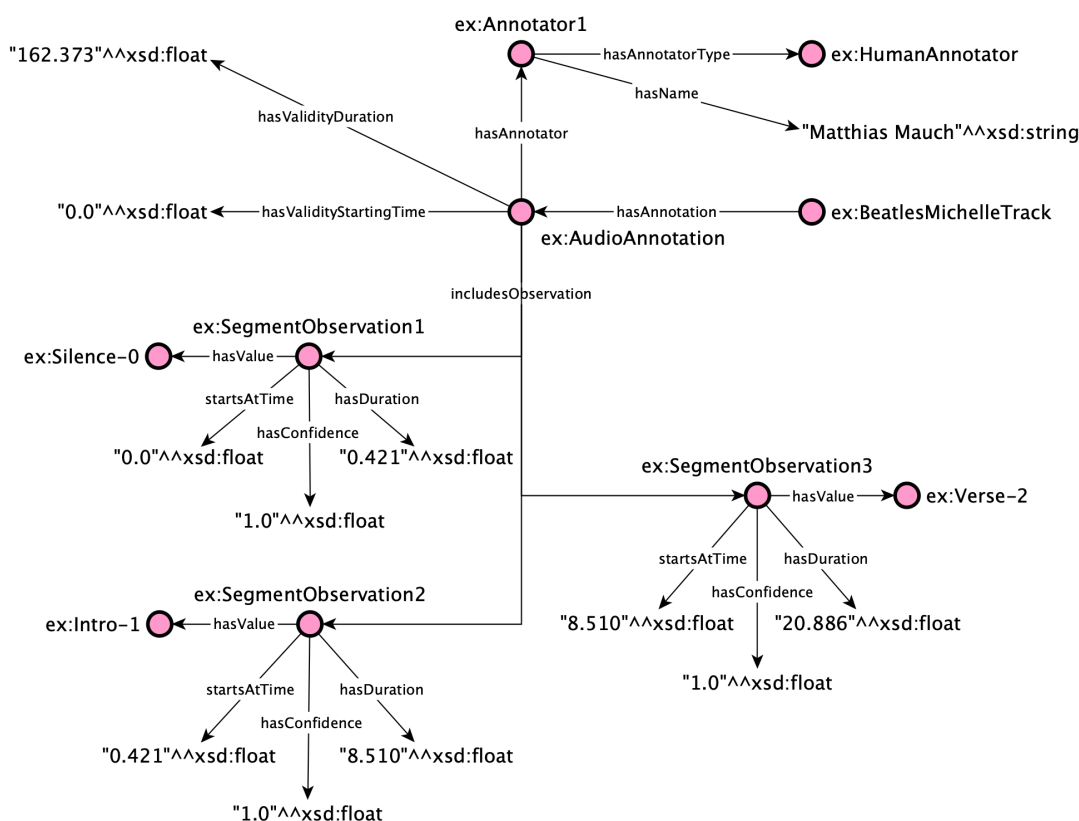 ex:Annotator1
"162.373"^^xsd:float
hasAnnotatorType
ex:HumanAnnotator
hasName
hasValidityDuration
hasAnnotator
"Matthias Mauch"^^xsd:string
"0.0"^^xsd:float
hasValidityStartingTime
hasAnnotation
ex:BeatlesMichelleTrack
ex:AudioAnnotation
includesObservation
ex:SegmentObservation1
ex:Silence-0
hasValue
startsAtTime
hasDuration
hasConfidence
"0.0"^^xsd:float
"0.421"^^xsd:float
"1.0"^^xsd:float
ex:SegmentObservation3
hasValue
ex:Verse-2
startsAtTime
hasDuration
hasConfidence
"8.510"^^xsd:float
"20.886"^^xsd:float
"1.0"^^xsd:float
ex:SegmentObservation2
ex:Intro-1
hasValue
startsAtTime
hasDuration
hasConfidence
"0.421"^^xsd:float
"8.510"^^xsd:float
"1.0"^^xsd:float